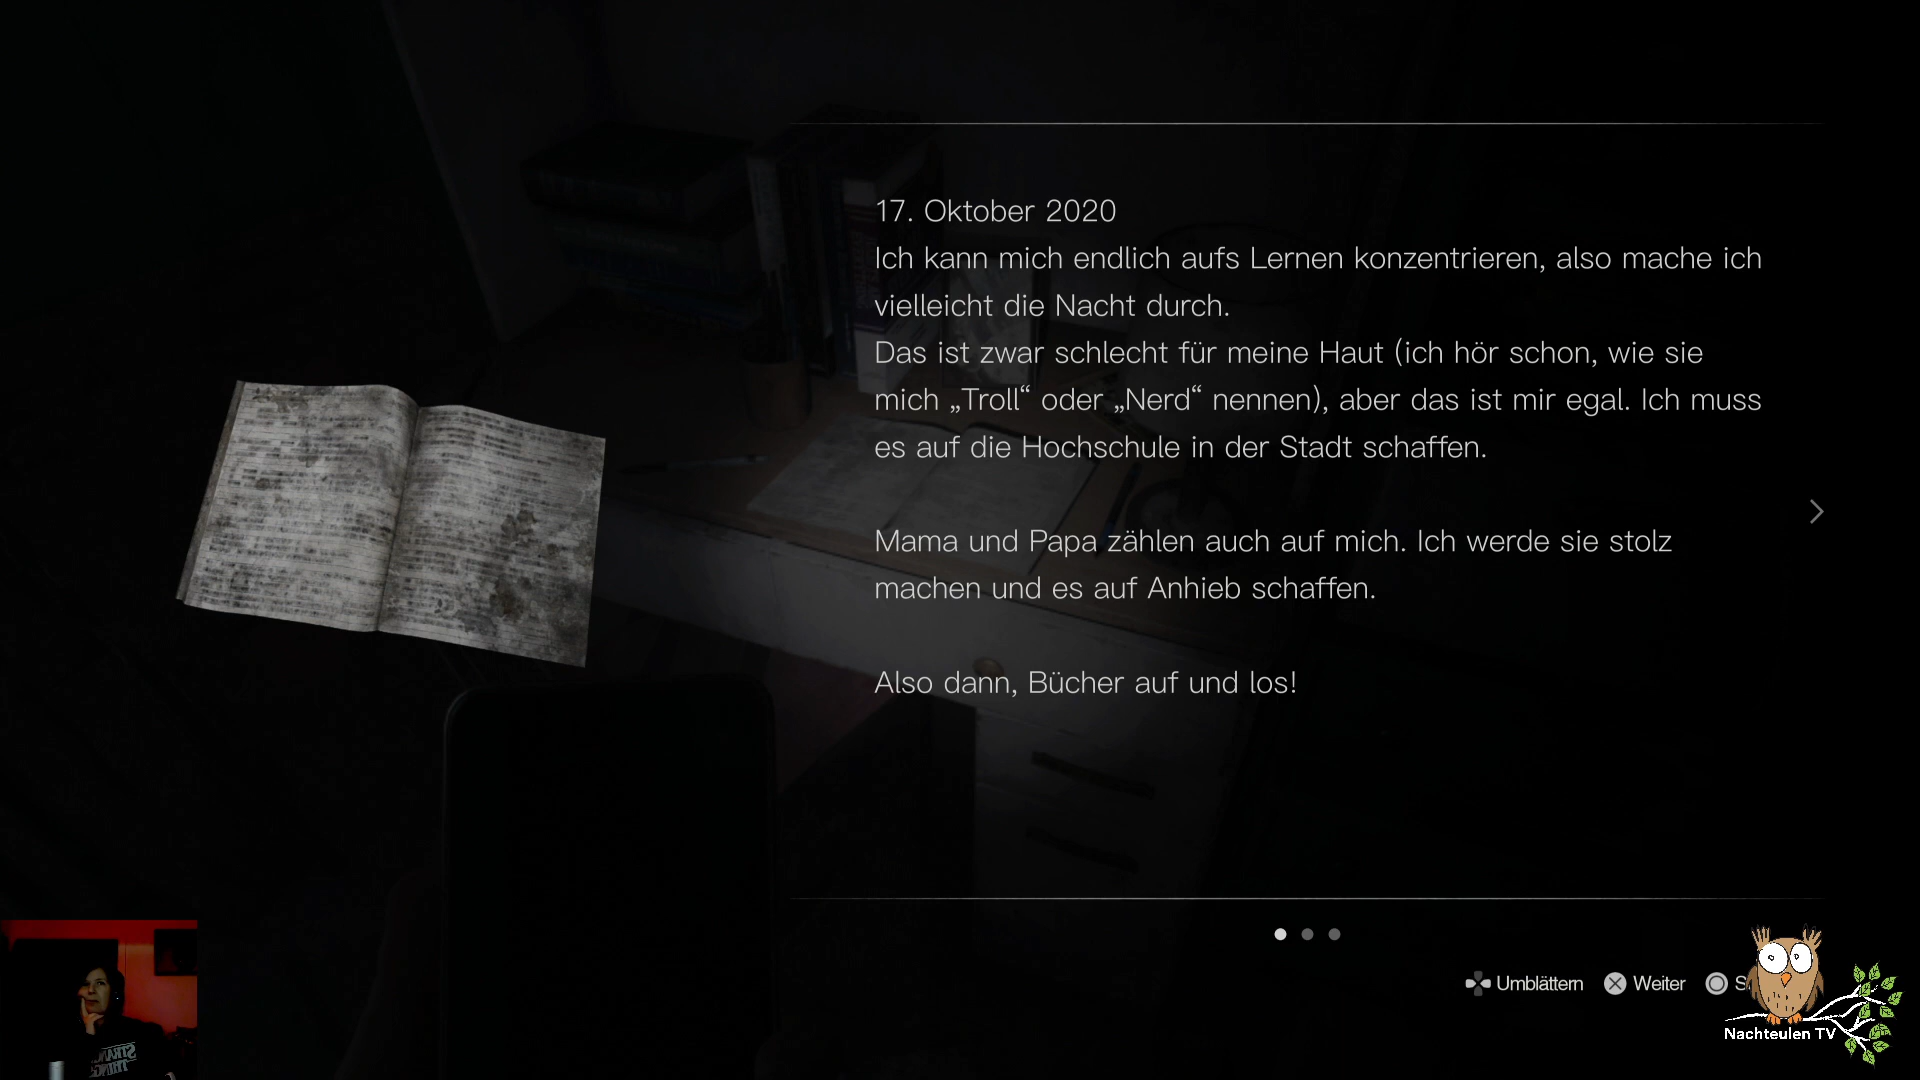 17. Oktober 2020
Ich kann mich endlich aufs Lernen konzentrieren, also mache ich
vielleicht die Nacht durch.
Das ist zwar schlecht für meine Haut (ich hör schon, wie sie
mich „Troll“ oder „Nerd“ nennen), aber das ist mir egal. Ich muss
es auf die Hochschule in der Stadt schaffen.
Mama und Papa zählen auch auf mich. Ich werde sie stolz
machen und es auf Anhieb schaffen.
Also dann, Bücher auf und los!
Umblättern Weiter
Nachteulen TV